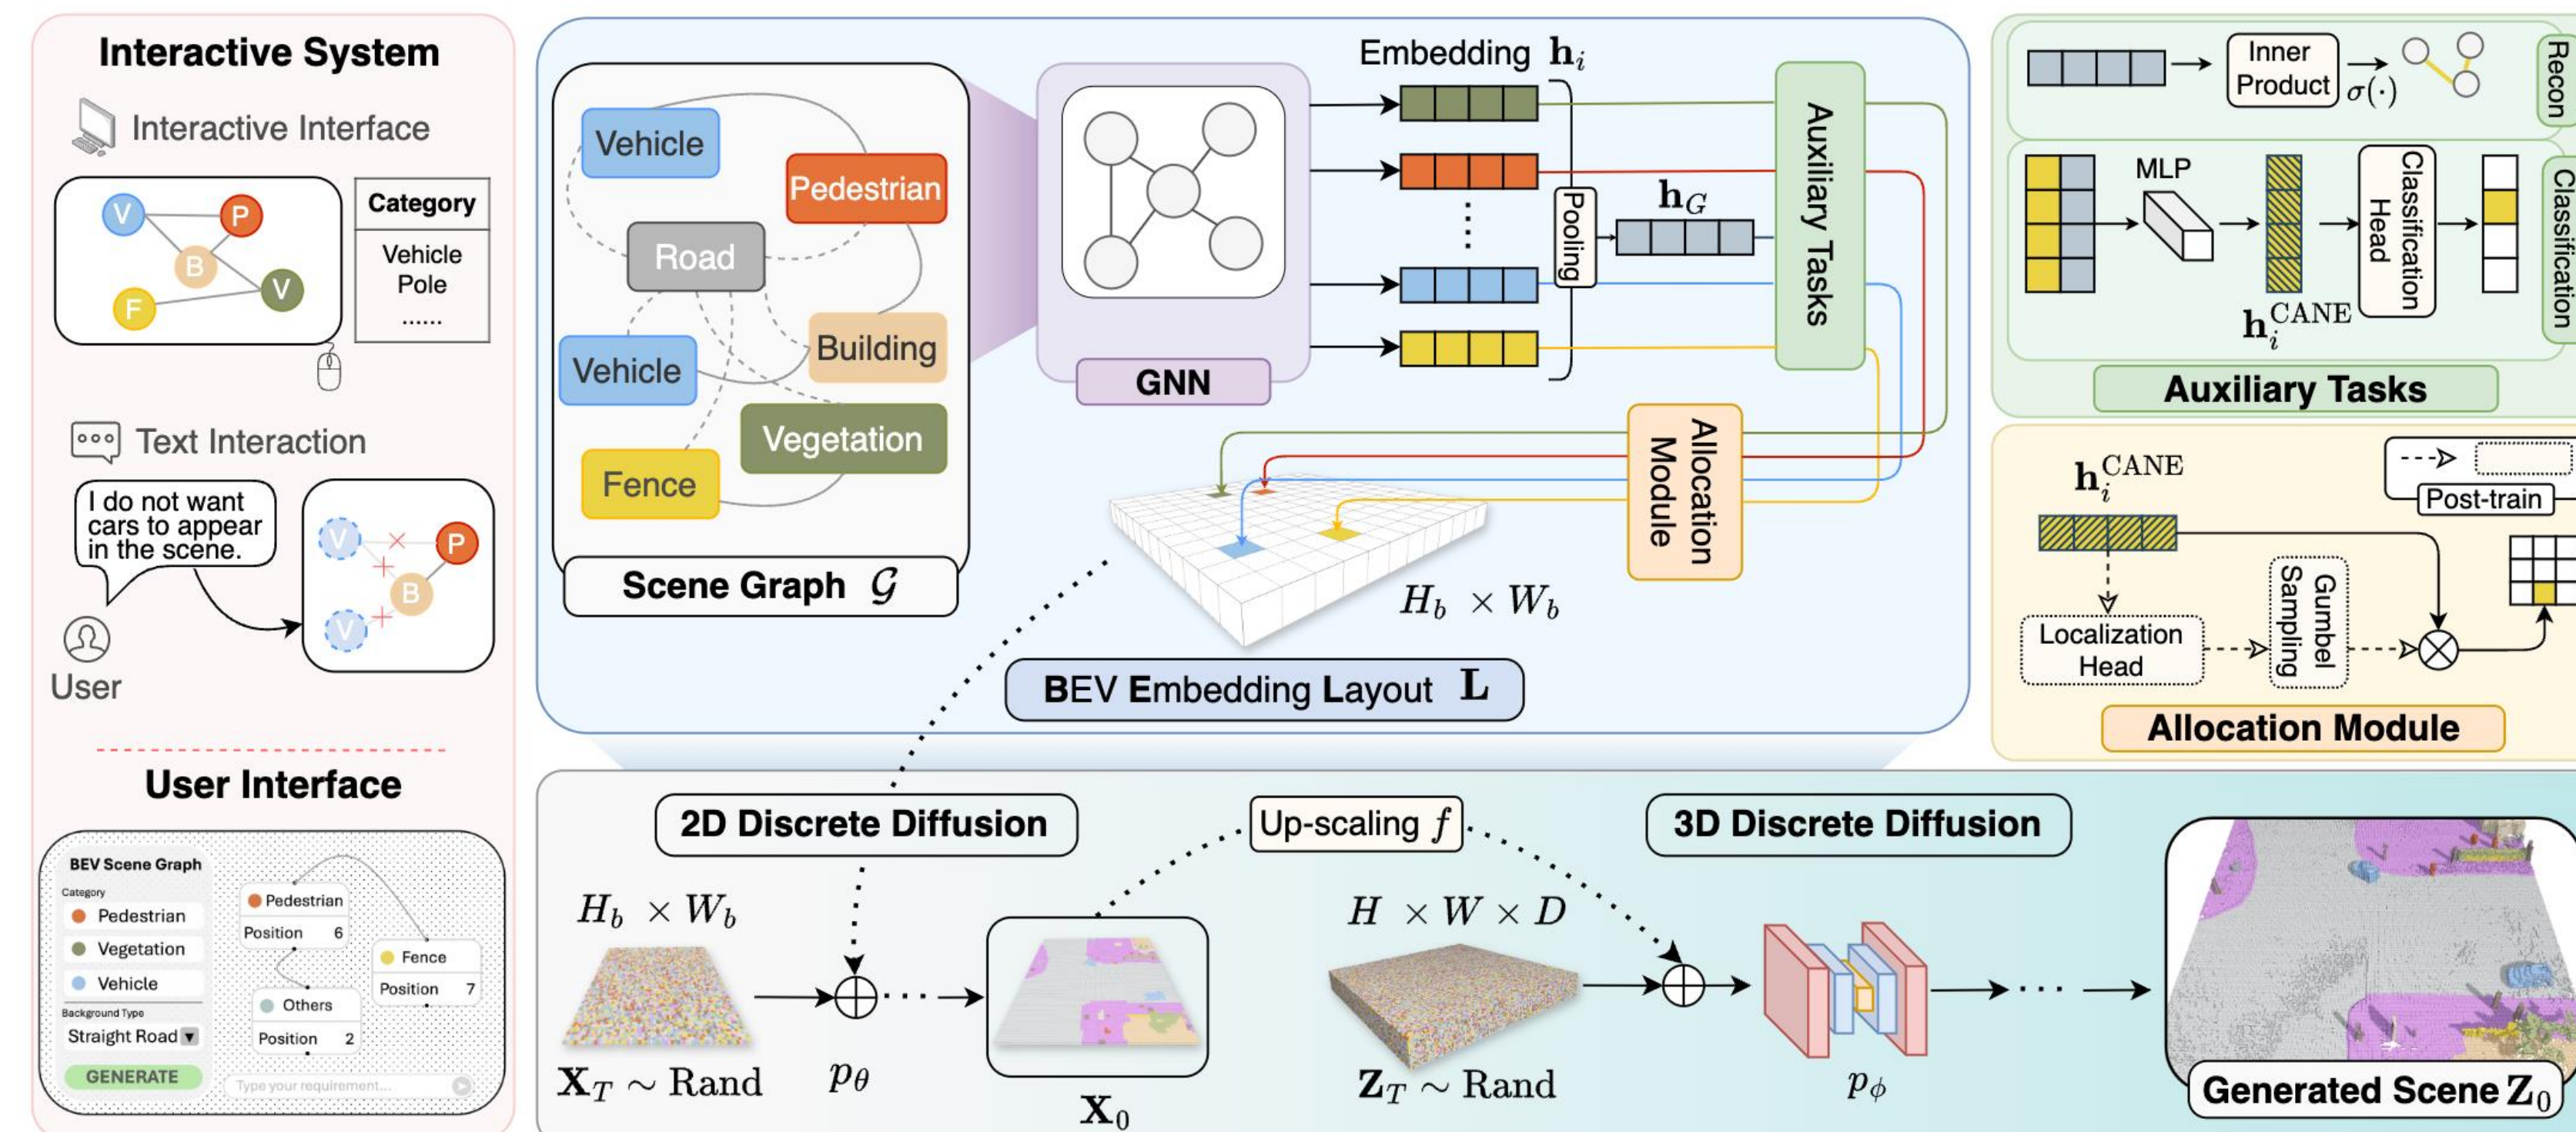 Interactive System
Interactive Interface
V
P
B
F
V
Category
Vehicle
Pole
......
Text Interaction
I do not want
cars to appear
in the scene.
V
P
B
V
User
User Interface
BEV Scene Graph
Category
Pedestrian
Vegetation
Vehicle
Background Type
Straight Road ▼
GENERATE
Pedestrian
Position 6
Fence
Position 7
Others
Position 2
Type your requirement...
Vehicle
Pedestrian
Road
Building
Vehicle
Vegetation
Fence
Scene Graph 𝒢
GNN
Embedding h_i
Pooling
h_G
Auxiliary Tasks
Allocation
Module
H_b × W_b
BEV Embedding Layout L
Inner
Product
σ(·)
Recon
MLP
h_i^CANE
Classification
Head
Classification
Auxiliary Tasks
h_i^CANE
Post-train
Localization
Head
Gumbel
Sampling
Allocation Module
2D Discrete Diffusion
Up-scaling f
3D Discrete Diffusion
H_b × W_b
X_T ~ Rand
p_θ
X_0
H × W × D
Z_T ~ Rand
p_ϕ
Generated Scene Z_0